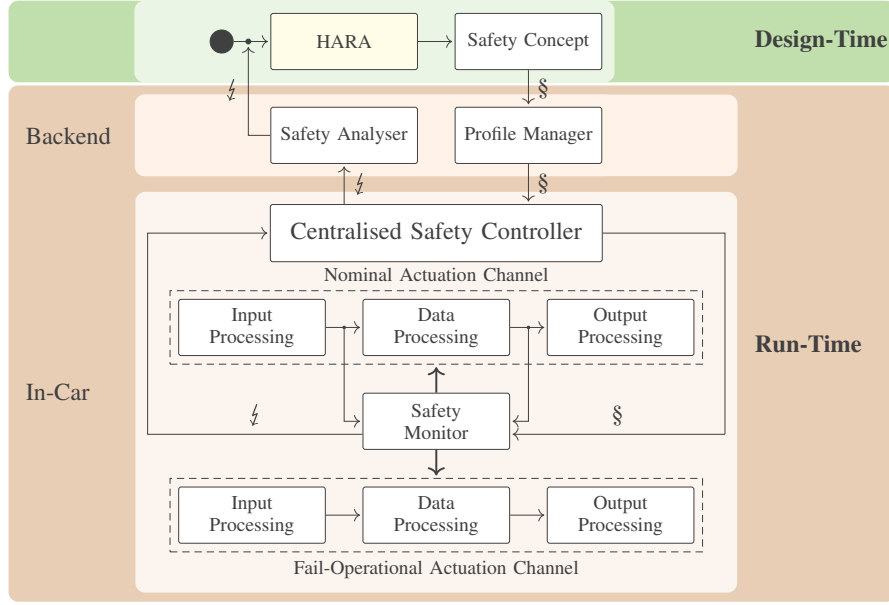 HARA
Safety Concept
Design-Time
↯
§
Backend
Safety Analyser
Profile Manager
↯
§
Centralised Safety Controller
Nominal Actuation Channel
Input
Processing
Data
Processing
Output
Processing
Run-Time
In-Car
↯
Safety
Monitor
§
Input
Processing
Data
Processing
Output
Processing
Fail-Operational Actuation Channel